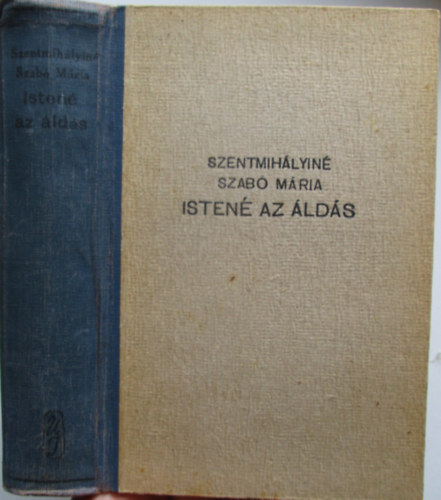 Szentmihályiné
Szabó Mária
Istené
az áldás
SZENTMIHÁLYINÉ
SZABÓ MÁRIA
ISTENÉ AZ ÁLDÁS